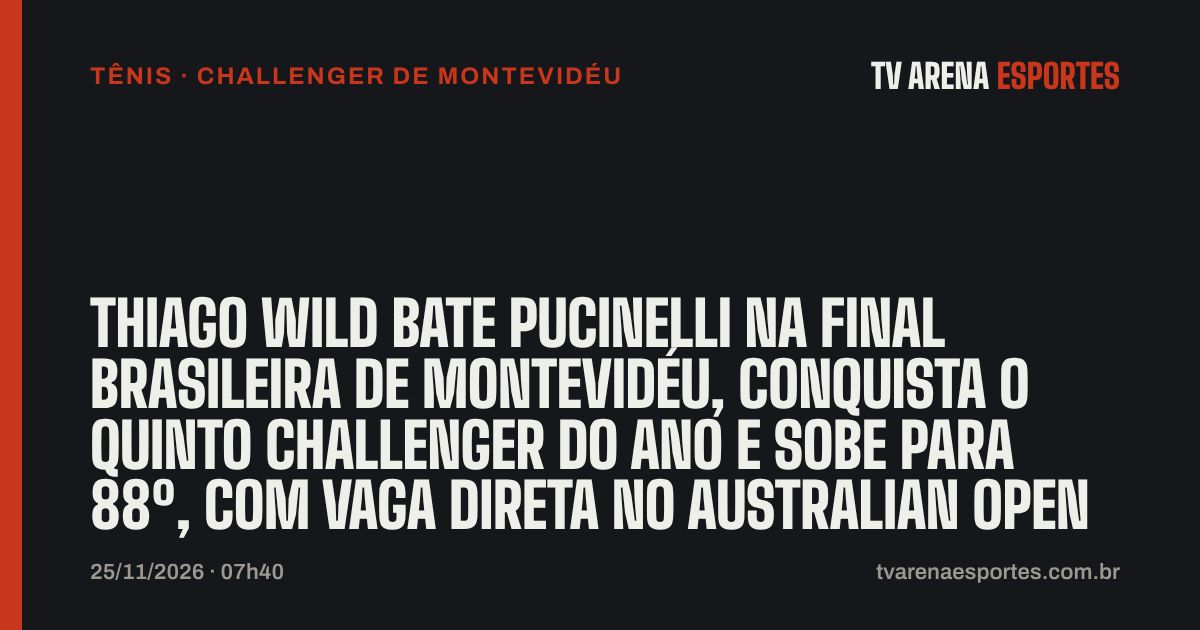 TÊNIS · CHALLENGER DE MONTEVIDÉU
TV ARENA ESPORTES
THIAGO WILD BATE PUCINELLI NA FINAL
BRASILEIRA DE MONTEVIDÉU, CONQUISTA O
QUINTO CHALLENGER DO ANO E SOBE PARA
88º, COM VAGA DIRETA NO AUSTRALIAN OPEN
25/11/2026 · 07h40
tvarenaesportes.com.br